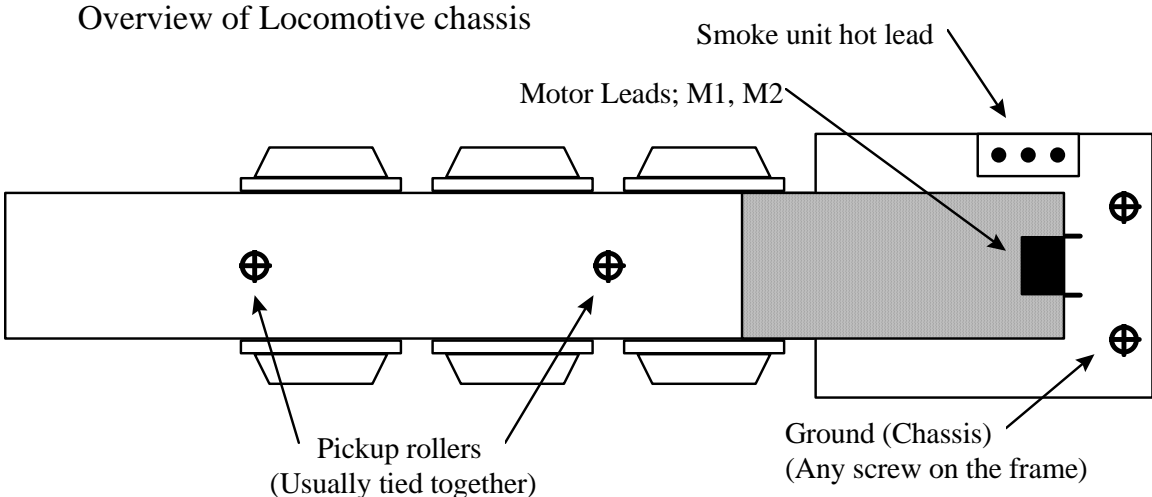 Overview of Locomotive chassis
Smoke unit hot lead
Motor Leads; M1, M2
Pickup rollers
(Usually tied together)
Ground (Chassis)
(Any screw on the frame)